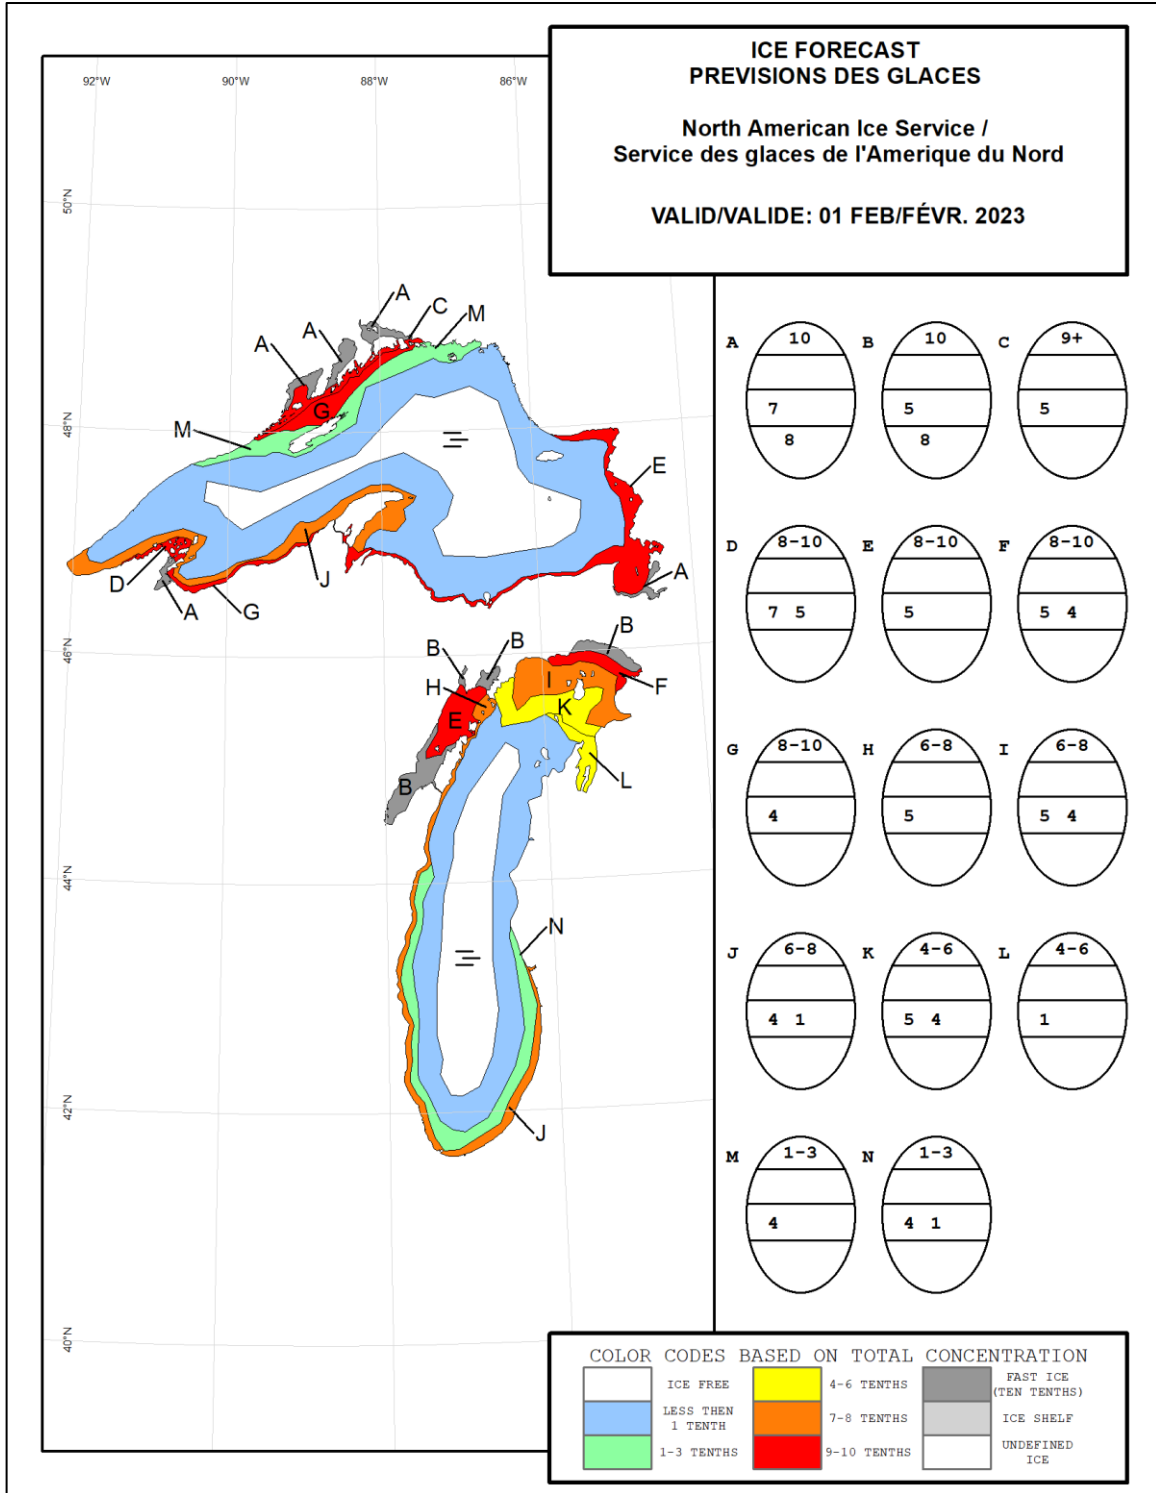 ICE FORECAST
PREVISIONS DES GLACES
North American Ice Service /
Service des glaces de l'Amerique du Nord
VALID/VALIDE: 01 FEB/FÉVR. 2023
92°W 90°W 88°W 86°W
50°N
48°N
46°N
44°N
42°N
40°N
A
C
M
A
A
G
M
E
D
J
A
A
G
B
B
B
H
I
F
K
E
L
B
N
J
A 10 B 10 C 9+
7 5 5
8 8
D 8-10 E 8-10 F 8-10
7 5 5 5 4
G 8-10 H 6-8 I 6-8
4 5 5 4
J 6-8 K 4-6 L 4-6
4 1 5 4 1
M 1-3 N 1-3
4 4 1
COLOR CODES BASED ON TOTAL CONCENTRATION
ICE FREE
LESS THEN
1 TENTH
1-3 TENTHS
4-6 TENTHS
7-8 TENTHS
9-10 TENTHS
FAST ICE
(TEN TENTHS)
ICE SHELF
UNDEFINED
ICE